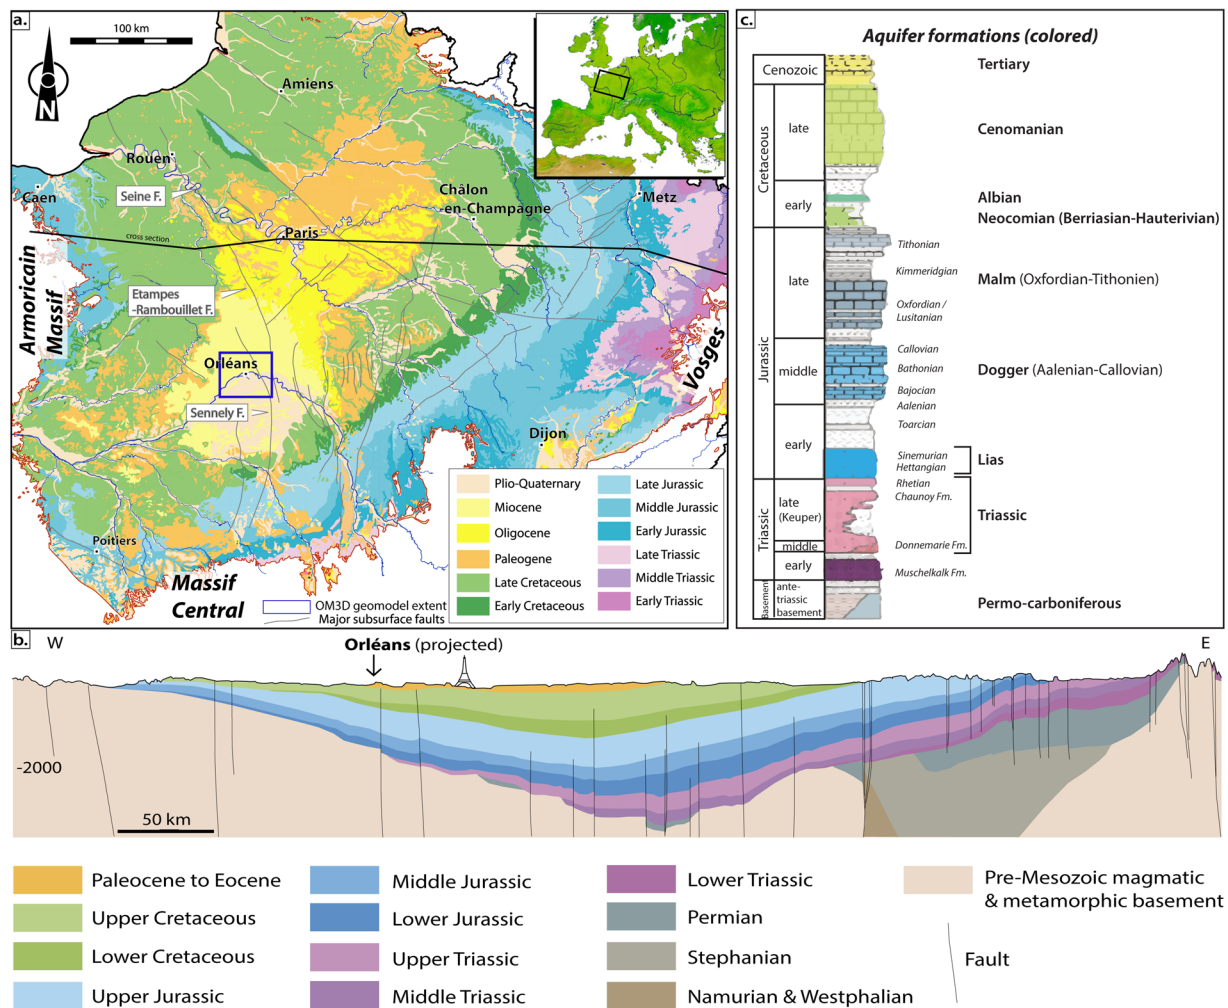 a.
100 km
N
Amiens
Rouen
Seine F.
Caen
Châlon
-en-Champagne
Metz
cross section
Paris
Armorican
Massif
Etampes
-Rambouillet F.
Orléans
Sennely F.
Vosges
Dijon
Poitiers
Massif
Central
OM3D geomodel extent
Major subsurface faults
Plio-Quaternary
Miocene
Oligocene
Paleogene
Late Cretaceous
Early Cretaceous
Late Jurassic
Middle Jurassic
Early Jurassic
Late Triassic
Middle Triassic
Early Triassic
c.
Aquifer formations (colored)
Cenozoic
Tertiary
Cretaceous
late
Cenomanian
early
Albian
Neocomian (Berriasian-Hauterivian)
Jurassic
late
Tithonian
Kimmeridgian
Malm (Oxfordian-Tithonien)
Oxfordian /
Lusitanian
middle
Callovian
Bathonian
Dogger (Aalenian-Callovian)
Bajocian
Aalenian
early
Toarcian
Sinemurian
Hettangian
Lias
Triassic
late
(Keuper)
Rhetian
Chaunoy Fm.
Triassic
middle
Donnemarie Fm.
early
Muschelkalk Fm.
Basement
ante-
triassic
basement
Permo-carboniferous
b.
W
Orléans (projected)
E
-2000
50 km
Paleocene to Eocene
Upper Cretaceous
Lower Cretaceous
Upper Jurassic
Middle Jurassic
Lower Jurassic
Upper Triassic
Middle Triassic
Lower Triassic
Permian
Stephanian
Namurian & Westphalian
Pre-Mesozoic magmatic
& metamorphic basement
Fault